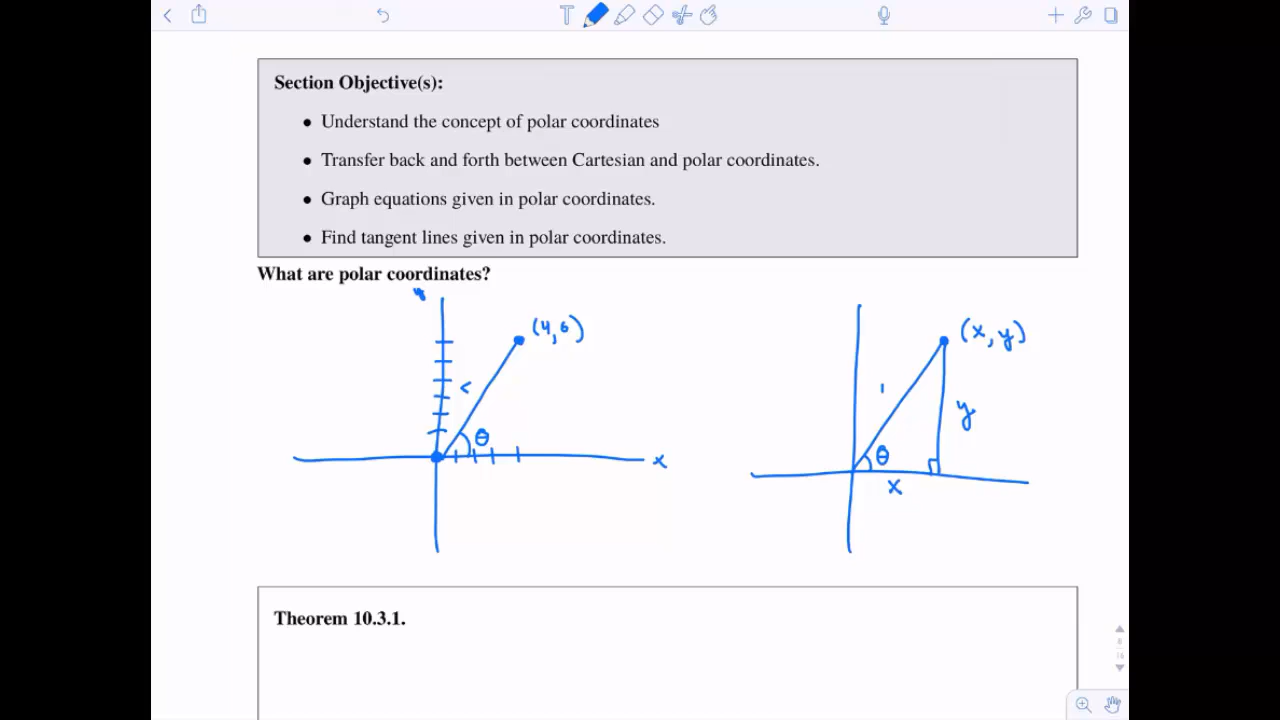 Section Objective(s):
• Understand the concept of polar coordinates
• Transfer back and forth between Cartesian and polar coordinates.
• Graph equations given in polar coordinates.
• Find tangent lines given in polar coordinates.
What are polar coordinates?
y
(4,6)
r
θ
x
(x, y)
y
θ
x
Theorem 10.3.1.